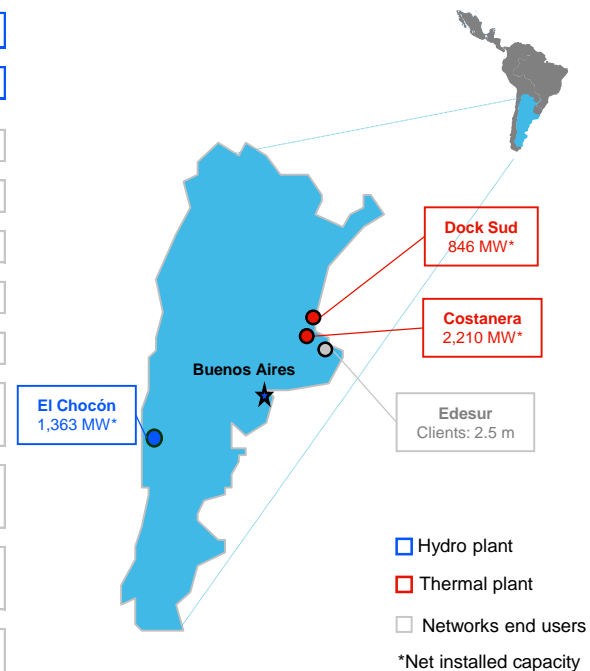 Dock Sud
846 MW*
Costanera
2,210 MW*
Buenos Aires
El Chocón
1,363 MW*
Edesur
Clients: 2.5 m
Hydro plant
Thermal plant
Networks end users
*Net installed capacity